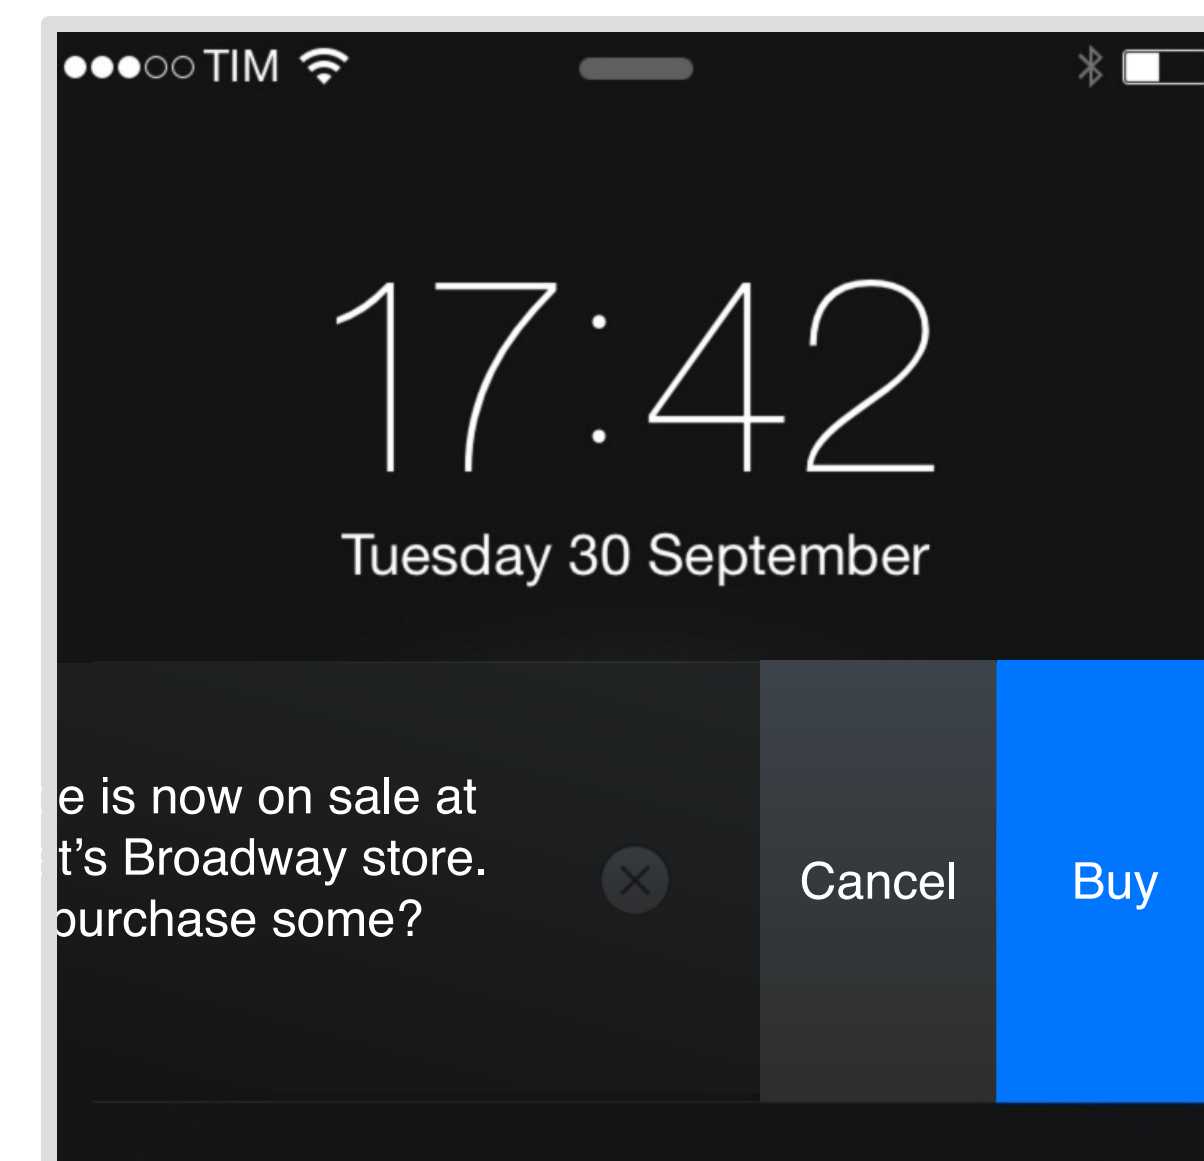 TIM
17:42
Tuesday 30 September
e is now on sale at
t’s Broadway store.
purchase some?
Cancel
Buy